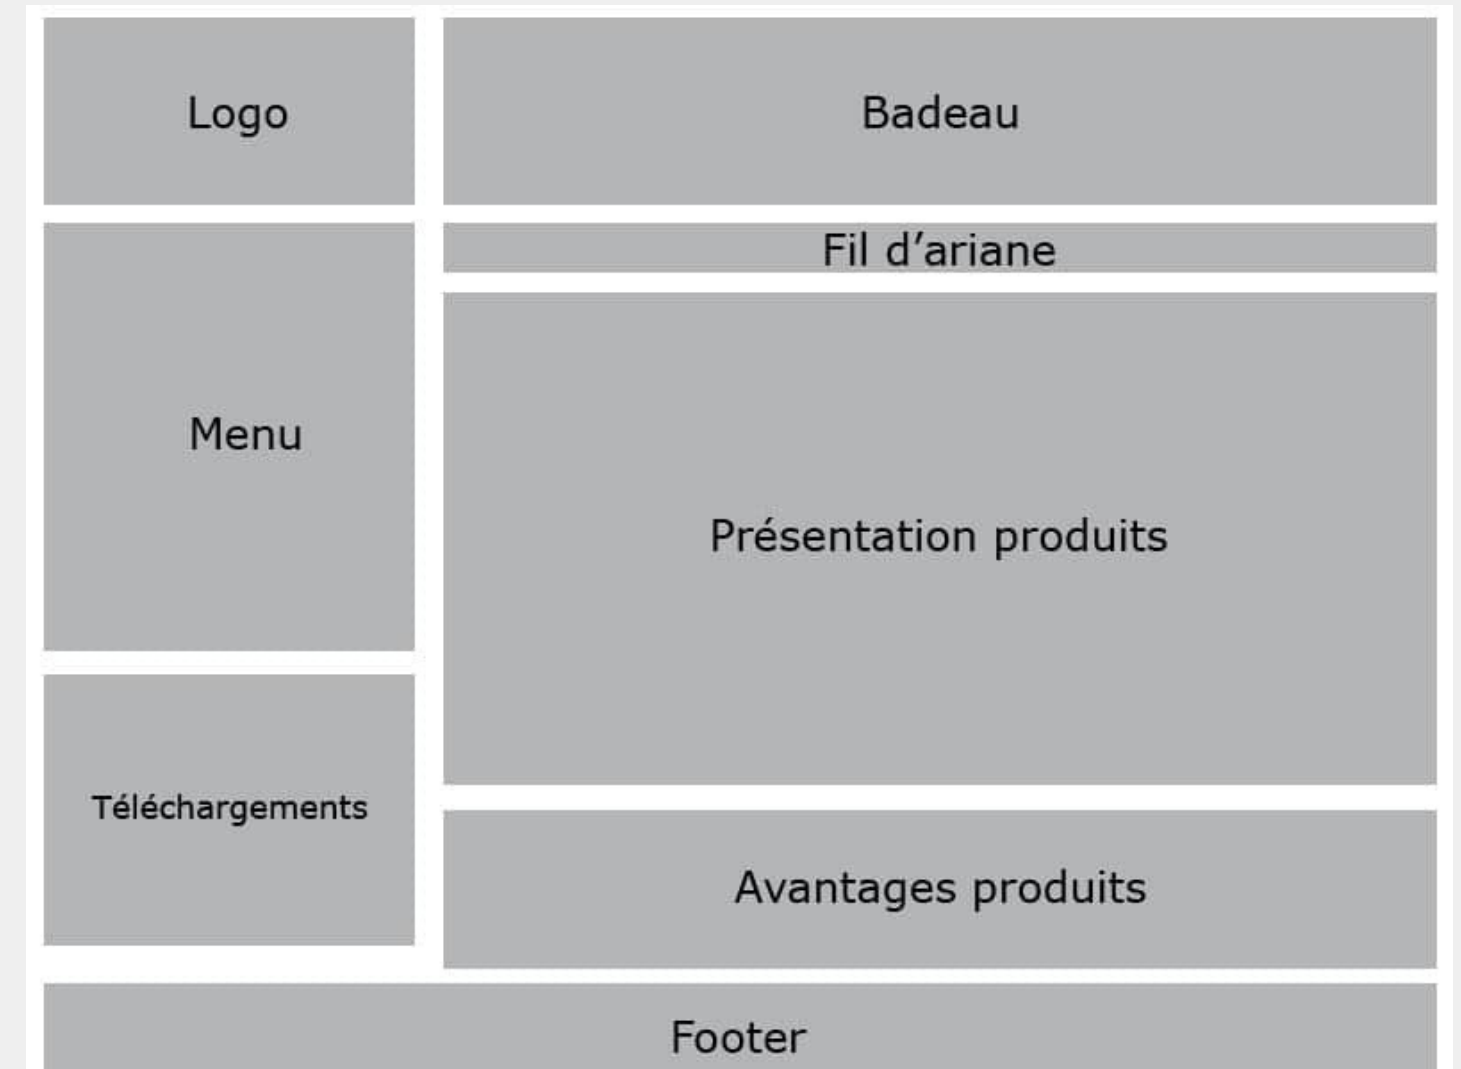 Logo
Badeau
Fil d’ariane
Menu
Présentation produits
Téléchargements
Avantages produits
Footer